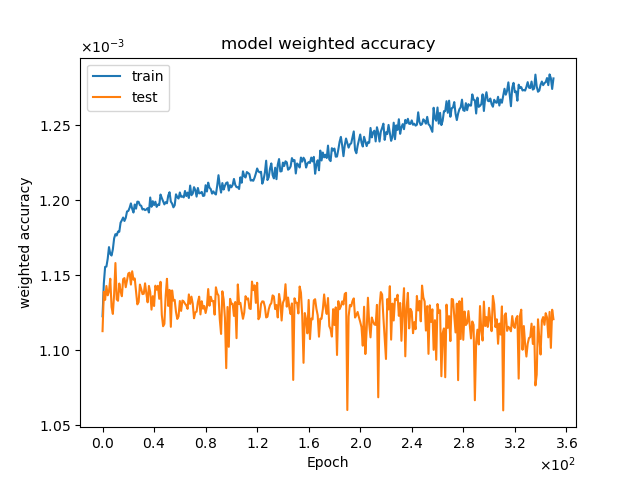 model weighted accuracy
×10⁻³
train
test
1.25
1.20
1.15
1.10
1.05
weighted accuracy
0.0 0.4 0.8 1.2 1.6 2.0 2.4 2.8 3.2 3.6
Epoch
×10²